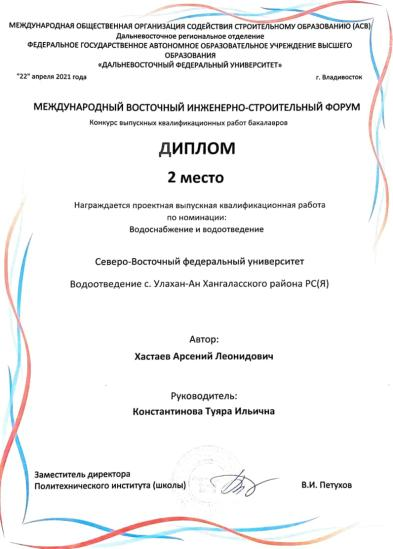 МЕЖДУНАРОДНАЯ ОБЩЕСТВЕННАЯ ОРГАНИЗАЦИЯ СОДЕЙСТВИЯ СТРОИТЕЛЬНОМУ ОБРАЗОВАНИЮ (АСВ)
Дальневосточное региональное отделение
ФЕДЕРАЛЬНОЕ ГОСУДАРСТВЕННОЕ АВТОНОМНОЕ ОБРАЗОВАТЕЛЬНОЕ УЧРЕЖДЕНИЕ ВЫСШЕГО
ОБРАЗОВАНИЯ
«ДАЛЬНЕВОСТОЧНЫЙ ФЕДЕРАЛЬНЫЙ УНИВЕРСИТЕТ»
"22" апреля 2021 года г. Владивосток
МЕЖДУНАРОДНЫЙ ВОСТОЧНЫЙ ИНЖЕНЕРНО-СТРОИТЕЛЬНЫЙ ФОРУМ
Конкурс выпускных квалификационных работ бакалавров
ДИПЛОМ
2 место
Награждается проектная выпускная квалификационная работа
по номинации:
Водоснабжение и водоотведение
Северо-Восточный федеральный университет
Водоотведение с. Улахан-Ан Хангаласского района РС(Я)
Автор:
Хастаев Арсений Леонидович
Руководитель:
Константинова Туяра Ильична
Заместитель директора
Политехнического института (школы) В.И. Петухов